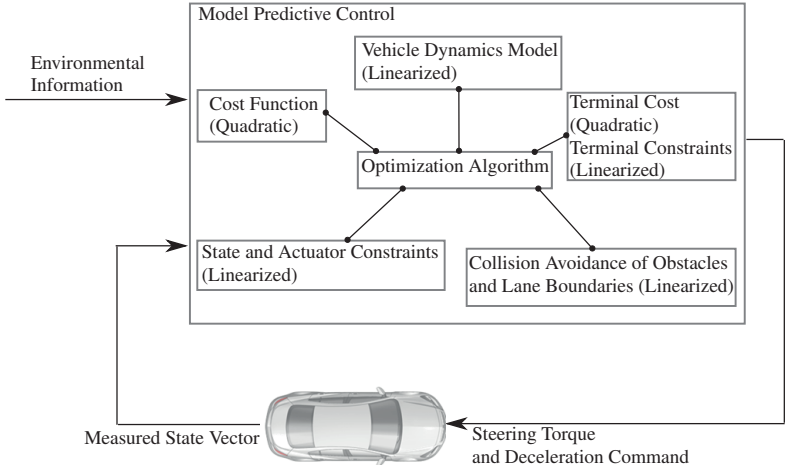 Model Predictive Control
Environmental
Information
Vehicle Dynamics Model
(Linearized)
Cost Function
(Quadratic)
Terminal Cost
(Quadratic)
Terminal Constraints
(Linearized)
Optimization Algorithm
State and Actuator Constraints
(Linearized)
Collision Avoidance of Obstacles
and Lane Boundaries (Linearized)
Measured State Vector
Steering Torque
and Deceleration Command